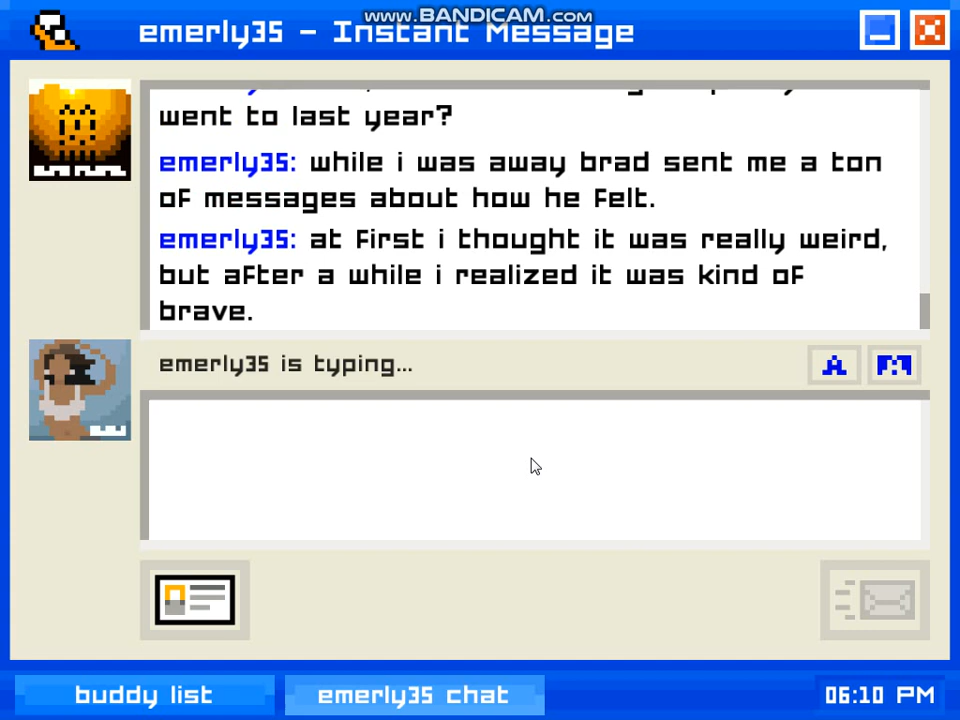 www.BANDICAM.com
emerly35 - Instant Message
went to last year?
emerly35: while i was away brad sent me a ton
of messages about how he felt.
emerly35: at first i thought it was really weird,
but after a while i realized it was kind of
brave.
emerly35 is typing...
A
buddy list
emerly35 chat
06:10 PM